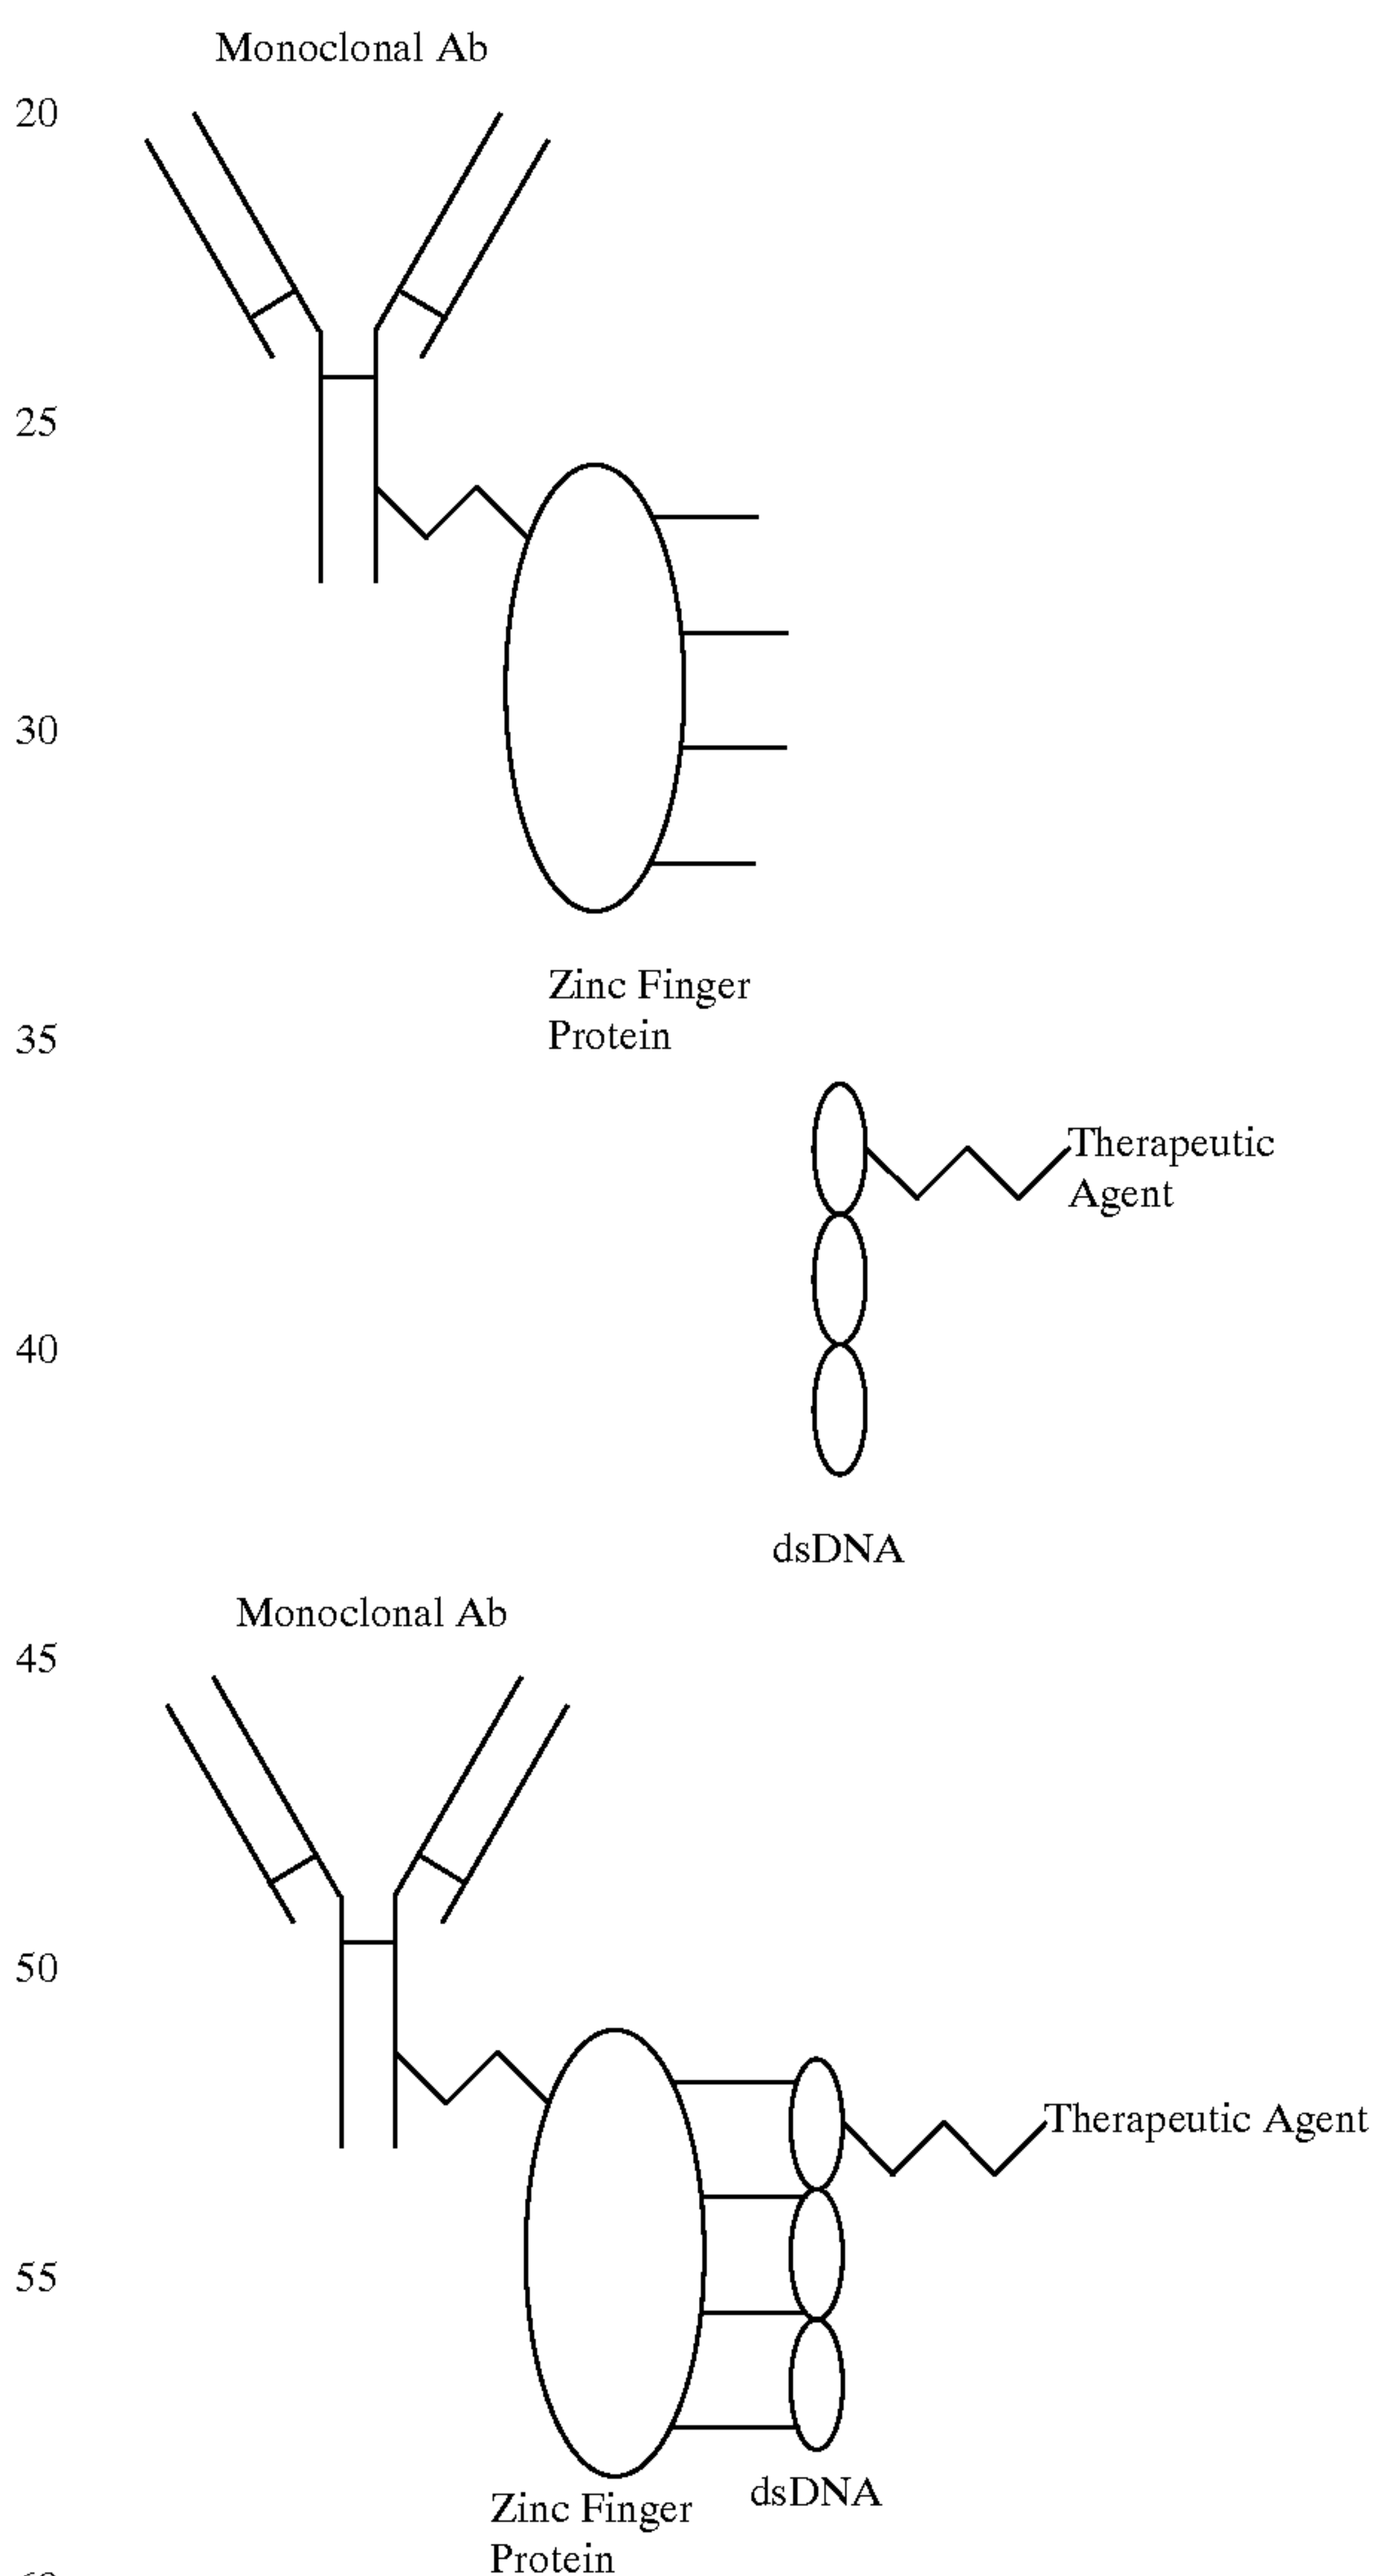 Monoclonal Ab
20
25
30
Zinc Finger
Protein
35
Therapeutic
Agent
40
dsDNA
Monoclonal Ab
45
50
Therapeutic Agent
55
dsDNA
Zinc Finger
Protein